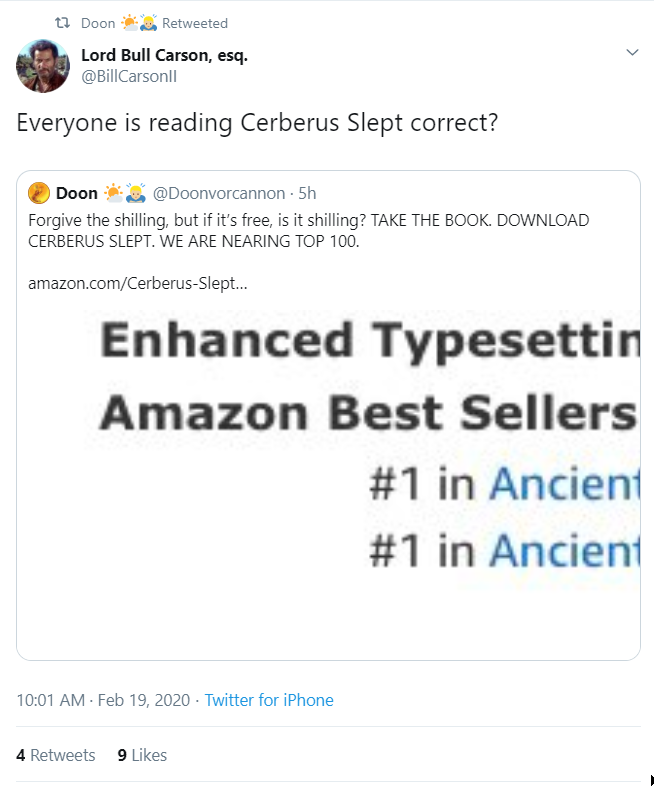 Doon 🌤️🙇 Retweeted
Lord Bull Carson, esq.
@BillCarsonII
Everyone is reading Cerberus Slept correct?
Doon 🌤️🙇 @Doonvorcannon · 5h
Forgive the shilling, but if it's free, is it shilling? TAKE THE BOOK. DOWNLOAD
CERBERUS SLEPT. WE ARE NEARING TOP 100.
amazon.com/Cerberus-Slept...
Enhanced Typesettin
Amazon Best Sellers
#1 in Ancient
#1 in Ancient
10:01 AM · Feb 19, 2020 · Twitter for iPhone
4 Retweets 9 Likes